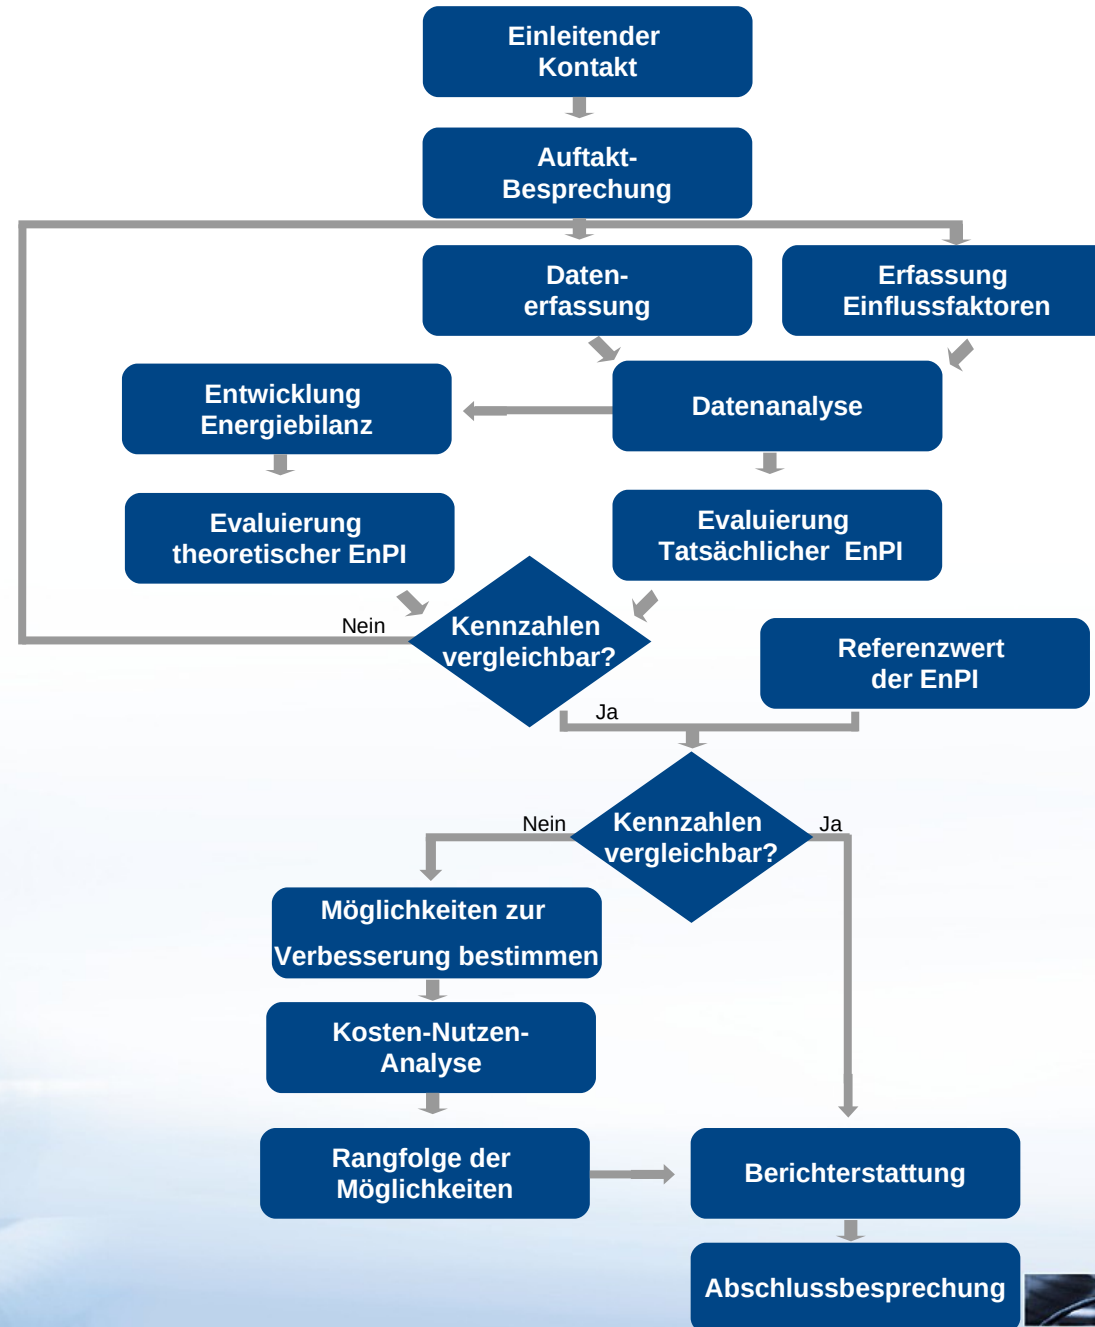 Einleitender
Kontakt
Auftakt-
Besprechung
Daten-
erfassung
Erfassung
Einflussfaktoren
Entwicklung
Energiebilanz
Datenanalyse
Evaluierung
theoretischer EnPI
Evaluierung
Tatsächlicher EnPI
Nein
Kennzahlen
vergleichbar?
Referenzwert
der EnPI
Ja
Nein
Kennzahlen
vergleichbar?
Ja
Möglichkeiten zur
Verbesserung bestimmen
Kosten-Nutzen-
Analyse
Rangfolge der
Möglichkeiten
Berichterstattung
Abschlussbesprechung